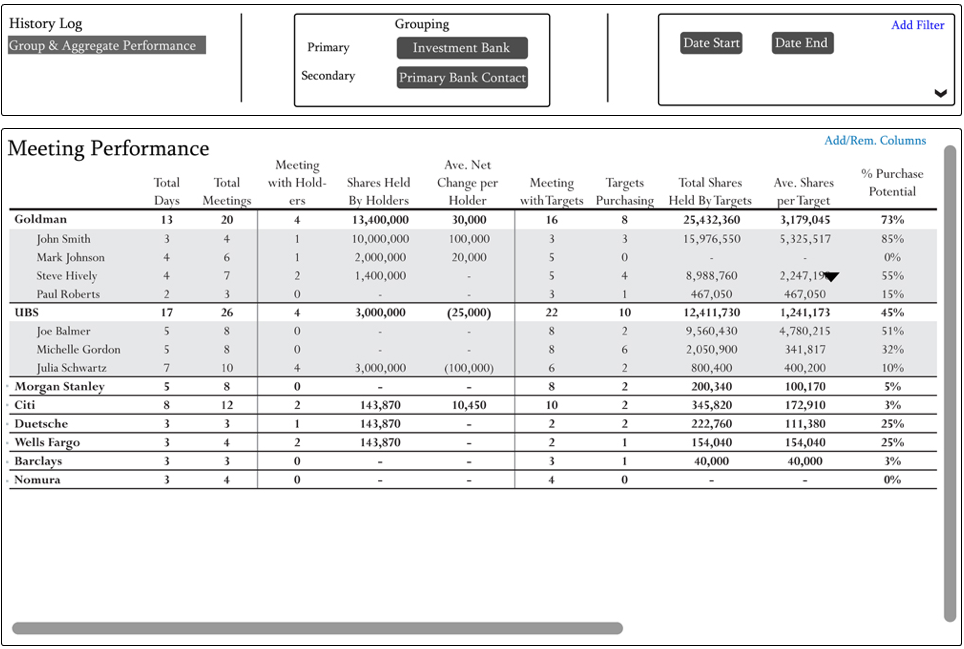 History Log
Group & Aggregate Performance
Grouping
Primary Investment Bank
Secondary Primary Bank Contact
Add Filter
Date Start Date End
Meeting Performance
Add/Rem. Columns
Total
Days
Total
Meetings
Meeting
with Hold-
ers
Shares Held
By Holders
Ave. Net
Change per
Holder
Meeting
with Targets
Targets
Purchasing
Total Shares
Held By Targets
Ave. Shares
per Target
% Purchase
Potential
Goldman 13 20 4 13,400,000 30,000 16 8 25,432,360 3,179,045 73%
John Smith 3 4 1 10,000,000 100,000 3 3 15,976,550 5,325,517 85%
Mark Johnson 4 6 1 2,000,000 20,000 5 0 - - 0%
Steve Hively 4 7 2 1,400,000 - 5 4 8,988,760 55%
Paul Roberts 2 3 0 - - 3 1 467,050 467,050 15%
UBS 17 26 4 3,000,000 (25,000) 22 10 12,411,730 1,241,173 45%
Joe Balmer 5 8 0 - - 8 2 9,560,430 4,780,215 51%
Michelle Gordon 5 8 0 - - 8 6 2,050,900 341,817 32%
Julia Schwartz 7 10 4 3,000,000 (100,000) 6 2 800,400 400,200 10%
Morgan Stanley 5 8 0 - - 8 2 200,340 100,170 5%
Citi 8 12 2 143,870 10,450 10 2 345,820 172,910 3%
Duetsche 3 3 1 143,870 - 2 2 222,760 111,380 25%
Wells Fargo 3 4 2 143,870 - 2 1 154,040 154,040 25%
Barclays 3 3 0 - - 3 1 40,000 40,000 3%
Nomura 3 4 0 - - 4 0 - - 0%